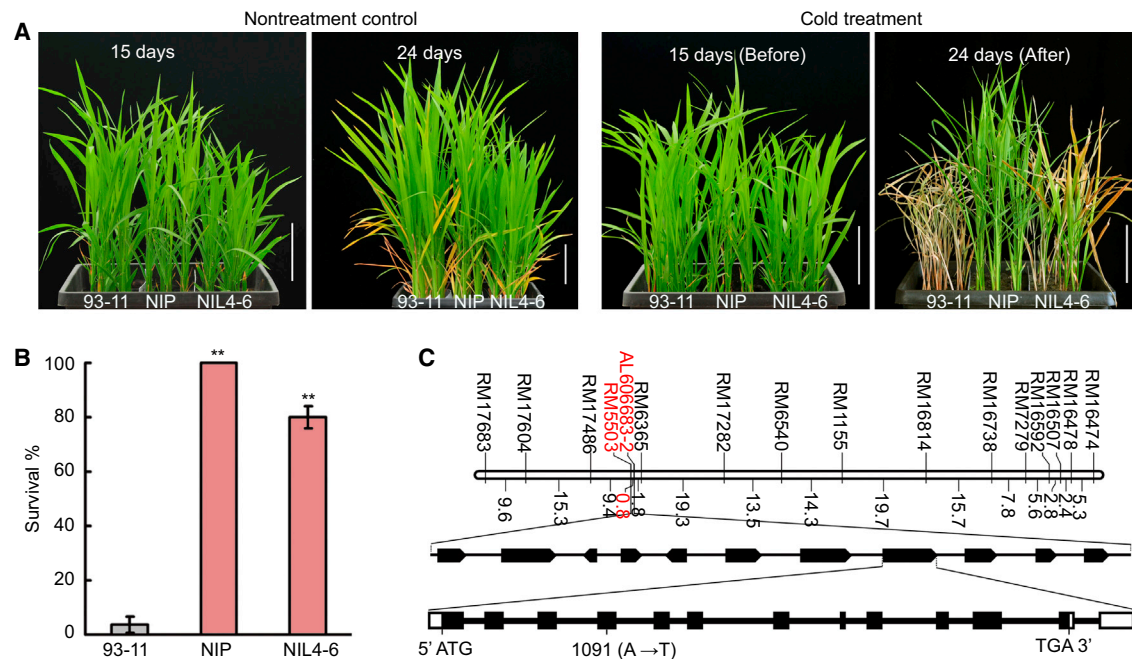 Nontreatment control
Cold treatment
A
15 days
24 days
15 days (Before)
24 days (After)
93-11 NIP NIL4-6
93-11 NIP NIL4-6
93-11 NIP NIL4-6
93-11 NIP NIL4-6
B
Survival %
100
80
60
40
20
0
**
**
93-11 NIP NIL4-6
C
RM17683
RM17604
RM17486
RM5503
AL606683-2
RM6365
RM17282
RM6540
RM1155
RM16814
RM16738
RM7279
RM16592
RM16507
RM16478
RM16474
9.6
15.3
9.4
0.8
1.8
19.3
13.5
14.3
19.7
15.7
7.8
5.6
2.8
2.4
2.2
5.3
5' ATG
1091 (A →T)
TGA 3'